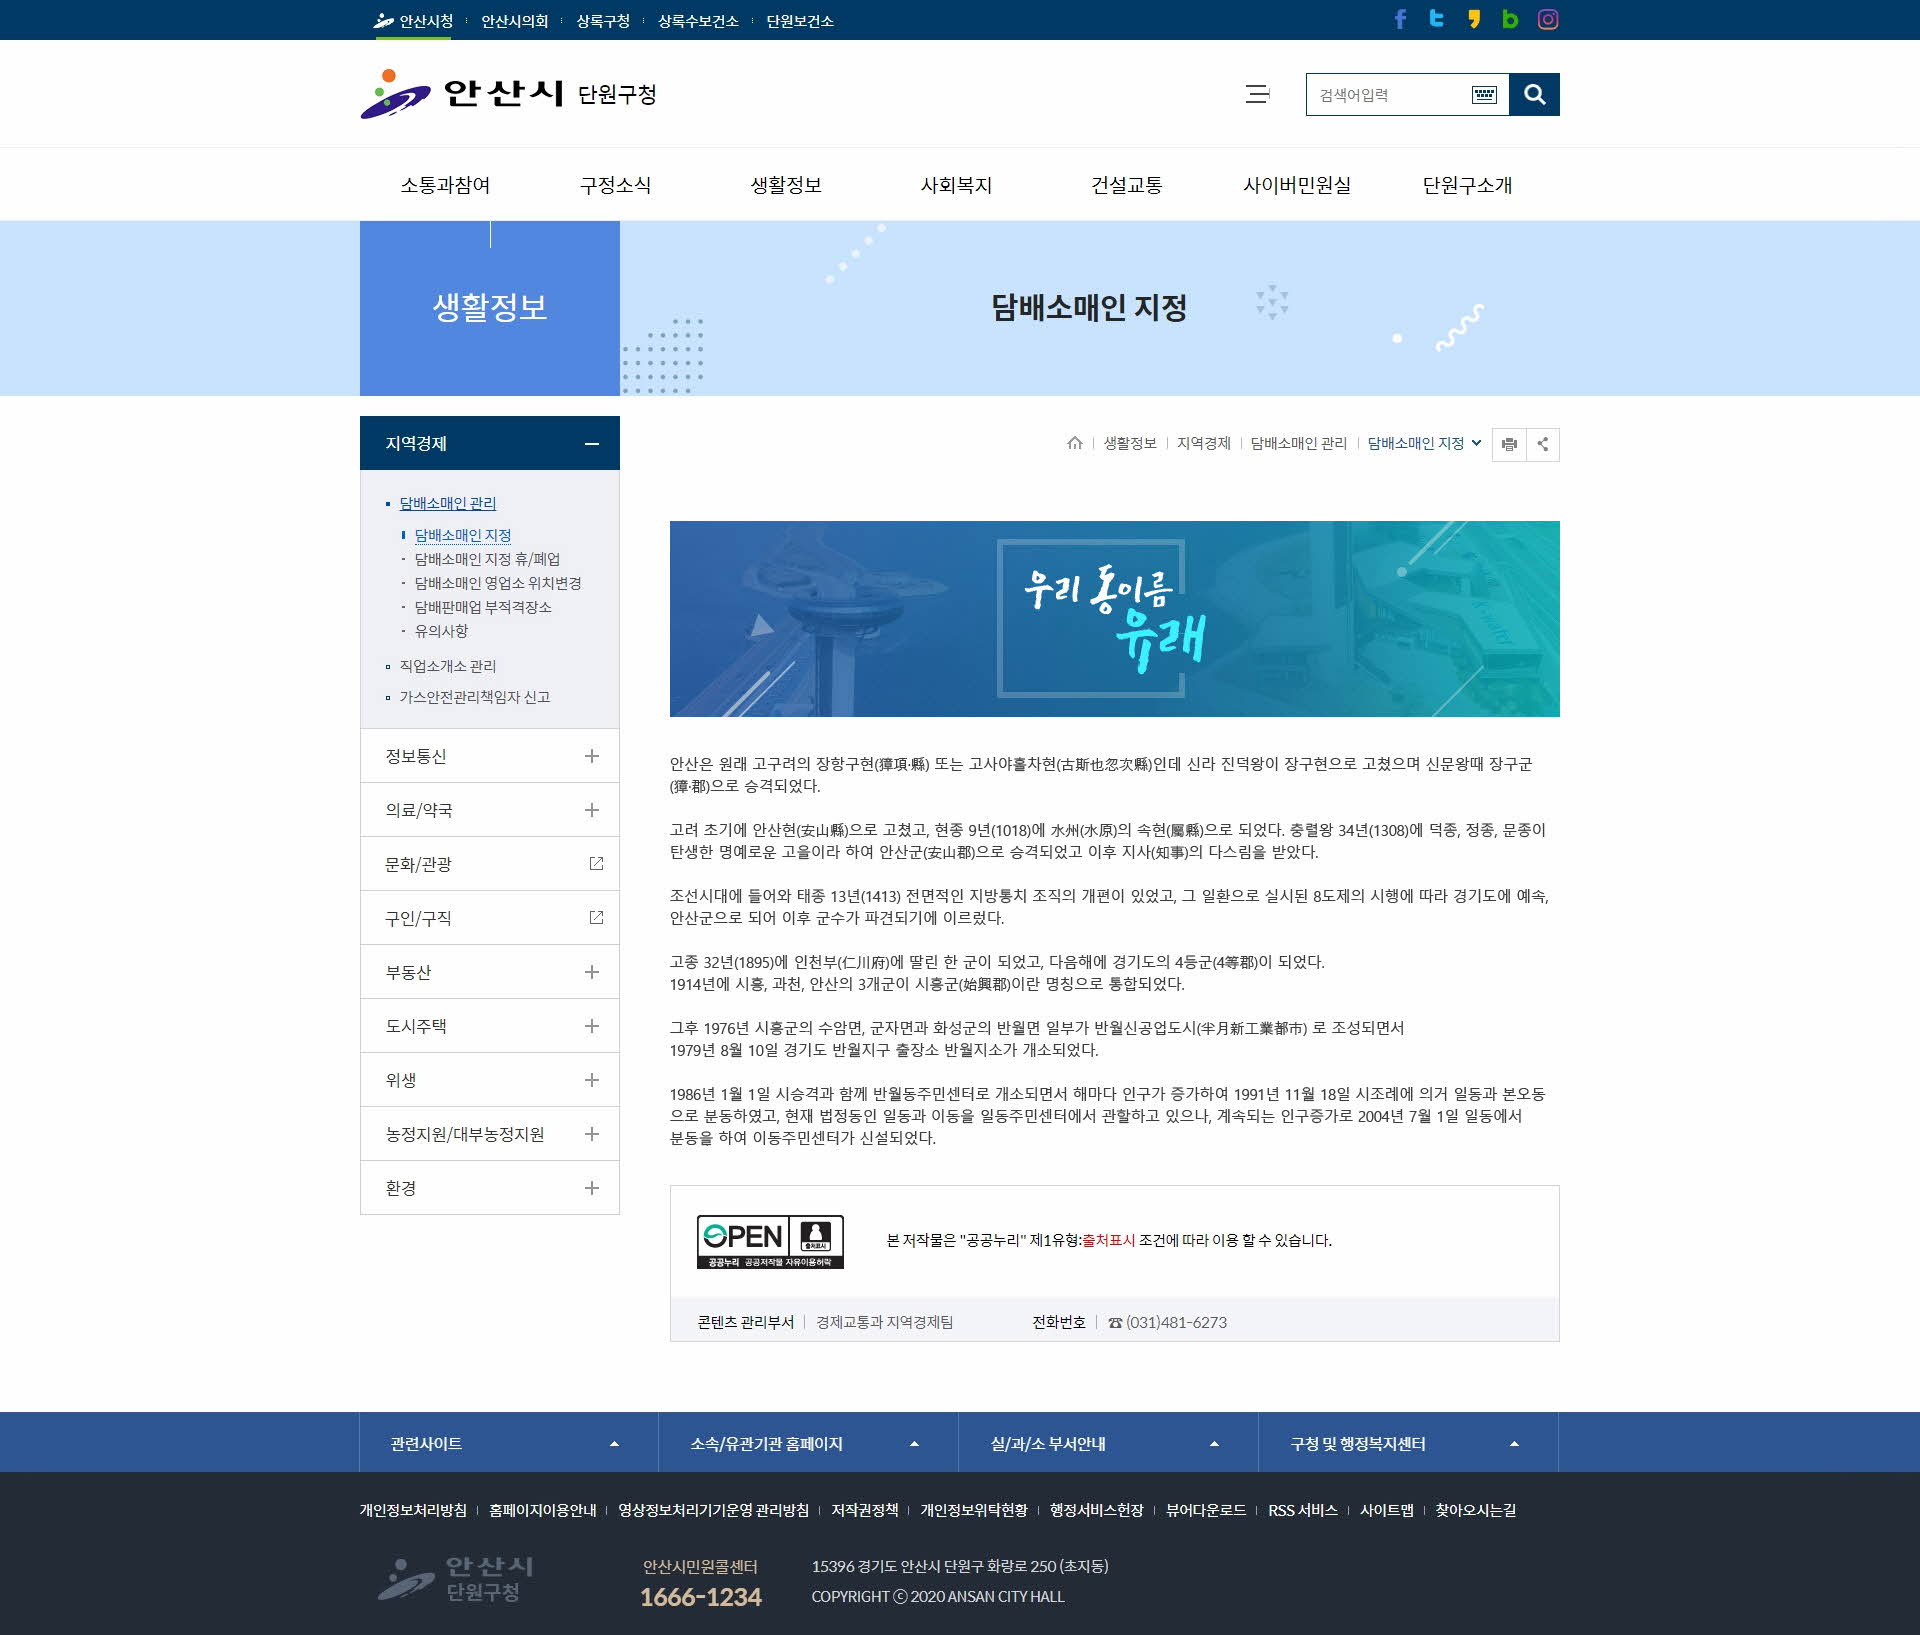 안산시청
안산시의회
상록구청
상록수보건소
단원보건소
안산시 단원구청
검색어입력
소통과참여
구정소식
생활정보
사회복지
건설교통
사이버민원실
단원구소개
생활정보
담배소매인 지정
지역경제
담배소매인 관리
담배소매인 지정
담배소매인 지정 휴/폐업
담배소매인 영업소 위치변경
담배판매업 부적격장소
유의사항
직업소개소 관리
가스안전관리책임자 신고
정보통신
의료/약국
문화/관광
구인/구직
부동산
도시주택
위생
농정지원/대부농정지원
환경
생활정보
지역경제
담배소매인 관리
담배소매인 지정
우리 동이름
유래
안산은 원래 고구려의 장항구현(獐項·縣) 또는 고사야홀차현(古斯也忽次縣)인데 신라 진덕왕이 장구현으로 고쳤으며 신문왕때 장구군
(獐·郡)으로 승격되었다.
고려 초기에 안산현(安山縣)으로 고쳤고, 현종 9년(1018)에 水州(水原)의 속현(屬縣)으로 되었다. 충렬왕 34년(1308)에 덕종, 정종, 문종이
탄생한 명예로운 고을이라 하여 안산군(安山郡)으로 승격되었고 이후 지사(知事)의 다스림을 받았다.
조선시대에 들어와 태종 13년(1413) 전면적인 지방통치 조직의 개편이 있었고, 그 일환으로 실시된 8도제의 시행에 따라 경기도에 예속,
안산군으로 되어 이후 군수가 파견되기에 이르렀다.
고종 32년(1895)에 인천부(仁川府)에 딸린 한 군이 되었고, 다음해에 경기도의 4등군(4等郡)이 되었다.
1914년에 시흥, 과천, 안산의 3개군이 시흥군(始興郡)이란 명칭으로 통합되었다.
그후 1976년 시흥군의 수암면, 군자면과 화성군의 반월면 일부가 반월신공업도시(半月新工業都市) 로 조성되면서
1979년 8월 10일 경기도 반월지구 출장소 반월지소가 개소되었다.
1986년 1월 1일 시승격과 함께 반월동주민센터로 개소되면서 해마다 인구가 증가하여 1991년 11월 18일 시조례에 의거 일동과 본오동
으로 분동하였고, 현재 법정동인 일동과 이동을 일동주민센터에서 관할하고 있으나, 계속되는 인구증가로 2004년 7월 1일 일동에서
분동을 하여 이동주민센터가 신설되었다.
OPEN 출처표시
공공누리 공공저작물 자유이용허락
본 저작물은 "공공누리" 제1유형:출처표시 조건에 따라 이용 할 수 있습니다.
콘텐츠 관리부서 경제교통과 지역경제팀 전화번호 ☎ (031)481-6273
관련사이트
소속/유관기관 홈페이지
실/과/소 부서안내
구청 및 행정복지센터
개인정보처리방침
홈페이지이용안내
영상정보처리기기운영 관리방침
저작권정책
개인정보위탁현황
행정서비스헌장
뷰어다운로드
RSS 서비스
사이트맵
찾아오시는길
안산시
단원구청
안산시민원콜센터
1666-1234
15396 경기도 안산시 단원구 화랑로 250 (초지동)
COPYRIGHT ⓒ 2020 ANSAN CITY HALL